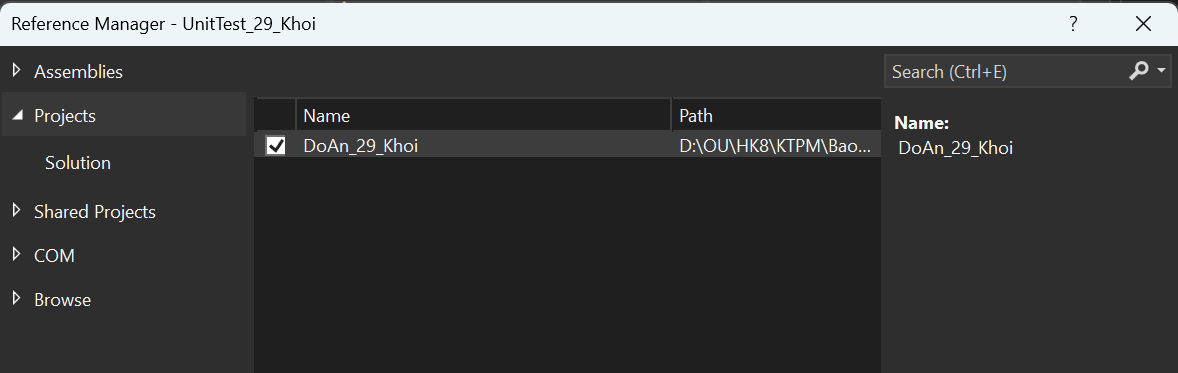 Reference Manager - UnitTest_29_Khoi
?
Assemblies
Search (Ctrl+E)
Projects
Name
Path
Name:
DoAn_29_Khoi
D:\OU\HK8\KTPM\Bao...
DoAn_29_Khoi
Solution
Shared Projects
COM
Browse